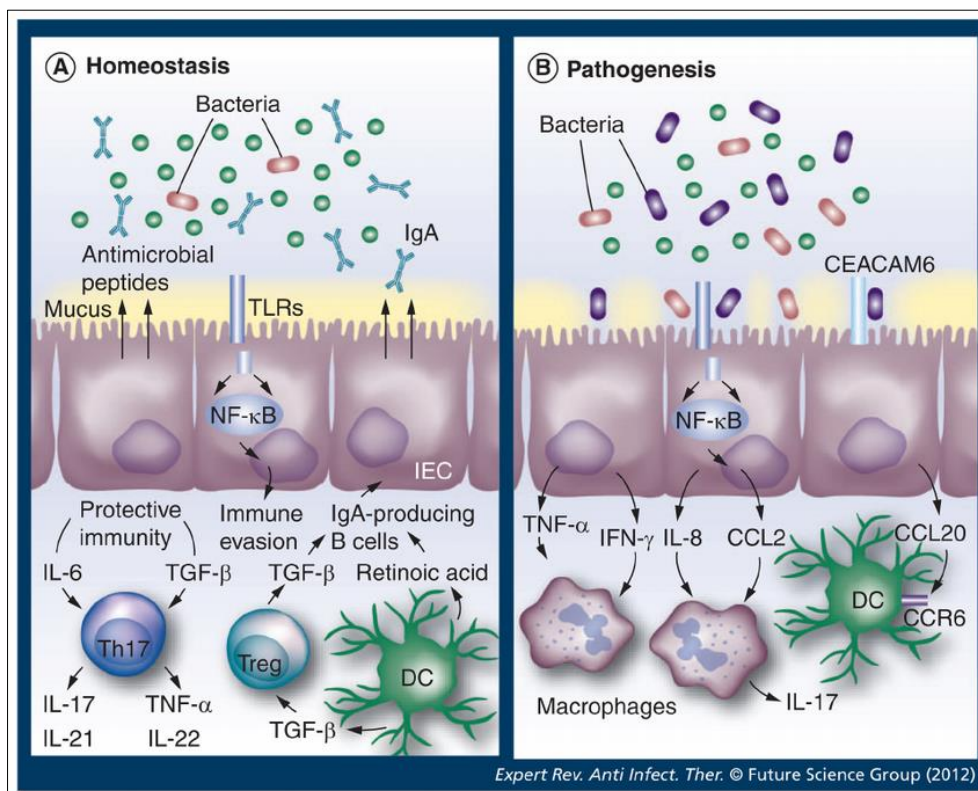 A Homeostasis
Bacteria
IgA
Antimicrobial
peptides
Mucus
TLRs
NF-κB
IEC
Protective
immunity
Immune
evasion
IgA-producing
B cells
IL-6
TGF-β
TGF-β
Retinoic acid
Th17
Treg
DC
IL-17
TNF-α
IL-21
IL-22
TGF-β
B Pathogenesis
Bacteria
CEACAM6
NF-κB
TNF-α
IFN-γ
IL-8
CCL2
CCL20
DC
CCR6
Macrophages
IL-17
Expert Rev. Anti Infect. Ther. © Future Science Group (2012)